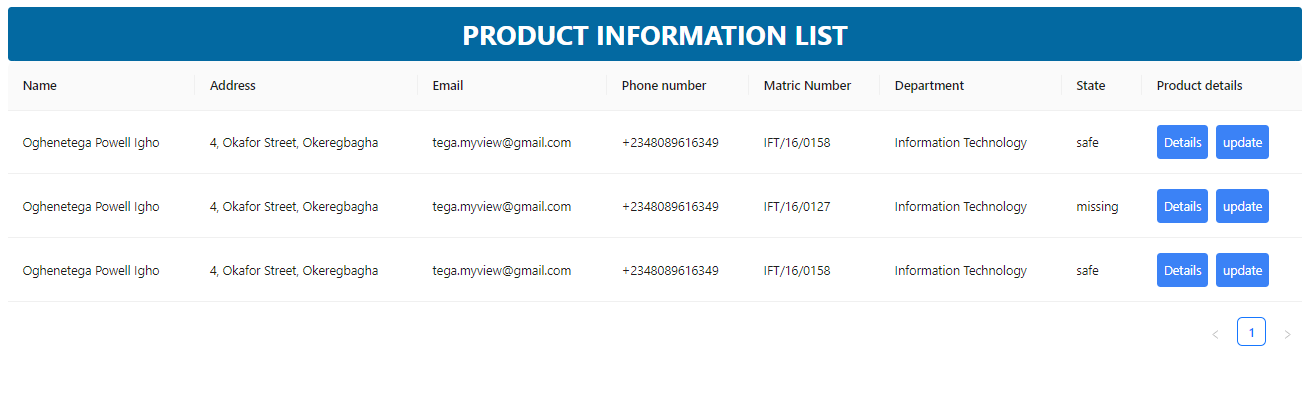 PRODUCT INFORMATION LIST
Name Address Email Phone number Matric Number Department State Product details
Oghenetega Powell Igho 4, Okafor Street, Okeregbagha tega.myview@gmail.com +2348089616349 IFT/16/0158 Information Technology safe Details update
Oghenetega Powell Igho 4, Okafor Street, Okeregbagha tega.myview@gmail.com +2348089616349 IFT/16/0127 Information Technology missing Details update
Oghenetega Powell Igho 4, Okafor Street, Okeregbagha tega.myview@gmail.com +2348089616349 IFT/16/0158 Information Technology safe Details update
< 1 >